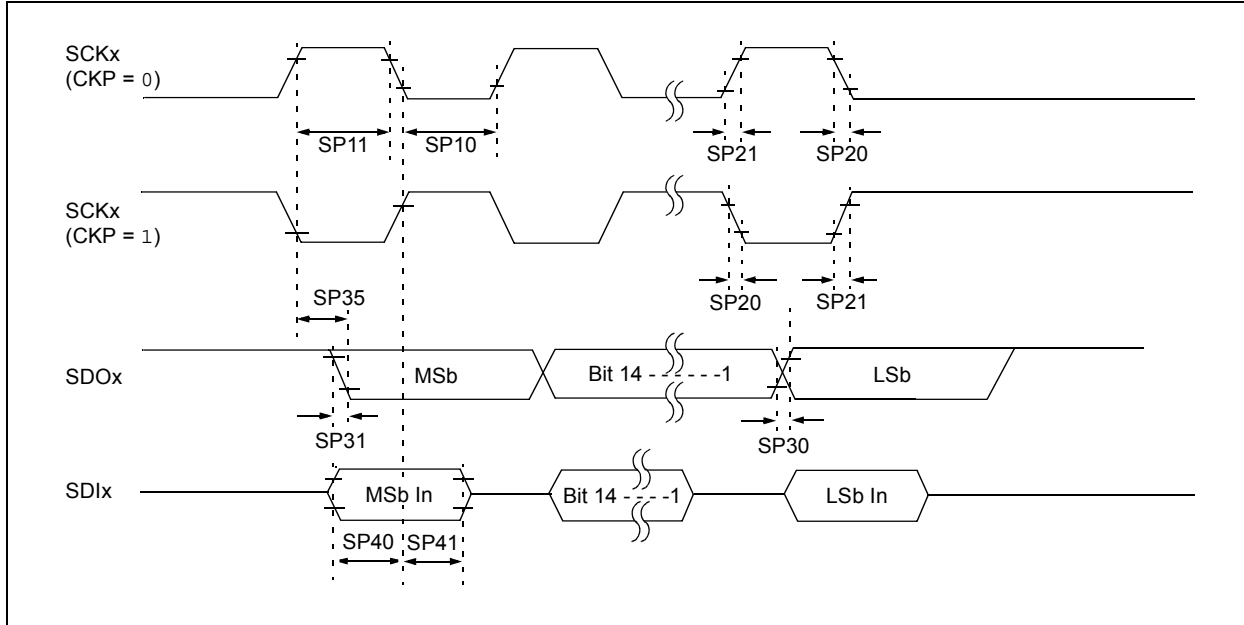 SCKx
(CKP = 0)
SP11
SP10
SP21
SP20
SCKx
(CKP = 1)
SP35
SP20
SP21
SDOx
MSb
Bit 14 - - - - - -1
LSb
SP31
SP30
SDIx
MSb In
Bit 14 - - - -1
LSb In
SP40
SP41